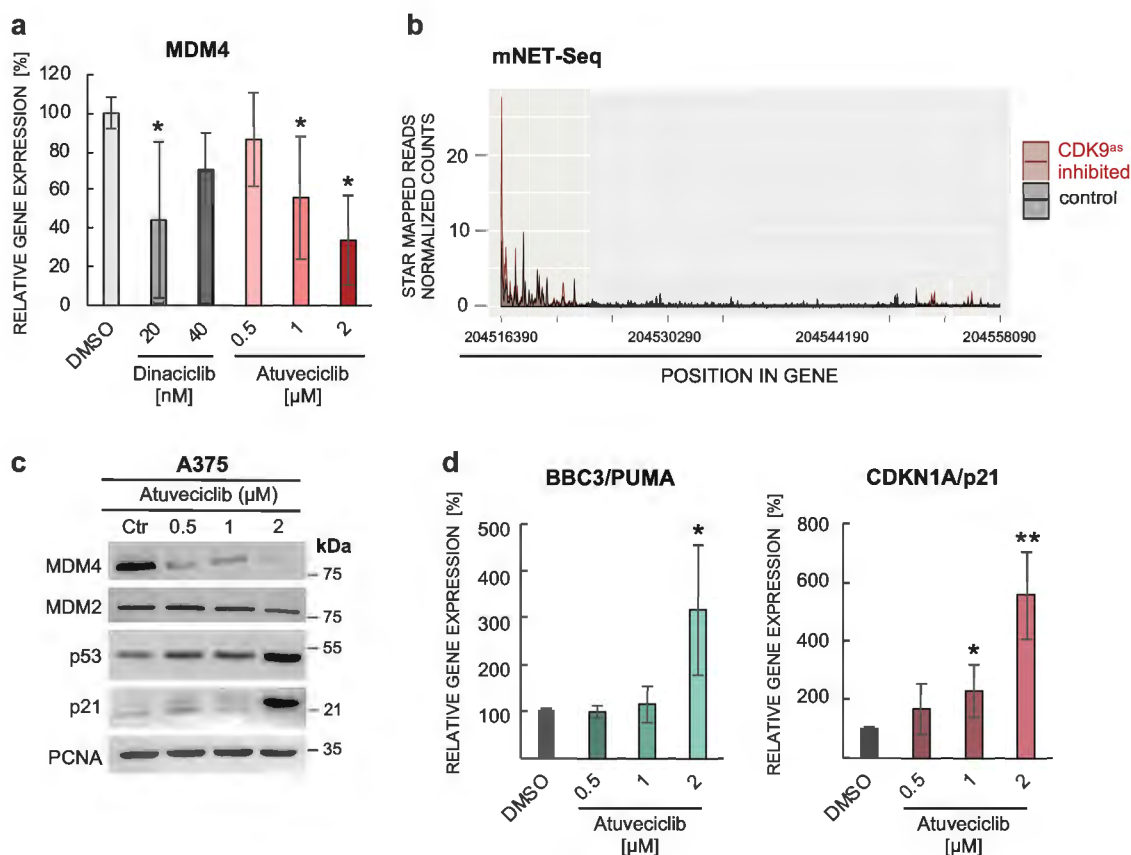 a
MDM4
RELATIVE GENE EXPRESSION [%]
120
100
80
60
40
20
0
DMSO
20
40
0.5
1
2
*
*
*
Dinaciclib
[nM]
Atuveciclib
[µM]
b
mNET-Seq
STAR MAPPED READS
NORMALIZED COUNTS
20
10
0
204516390
204530290
204544190
204558090
POSITION IN GENE
CDK9as
inhibited
control
c
A375
Atuveciclib (µM)
Ctr 0.5 1 2
kDa
MDM4
75
MDM2
75
p53
55
p21
21
PCNA
35
d
BBC3/PUMA
RELATIVE GENE EXPRESSION [%]
500
400
300
200
100
*
DMSO
0.5
1
2
Atuveciclib
[µM]
CDKN1A/p21
RELATIVE GENE EXPRESSION [%]
800
600
400
200
*
**
DMSO
0.5
1
2
Atuveciclib
[µM]